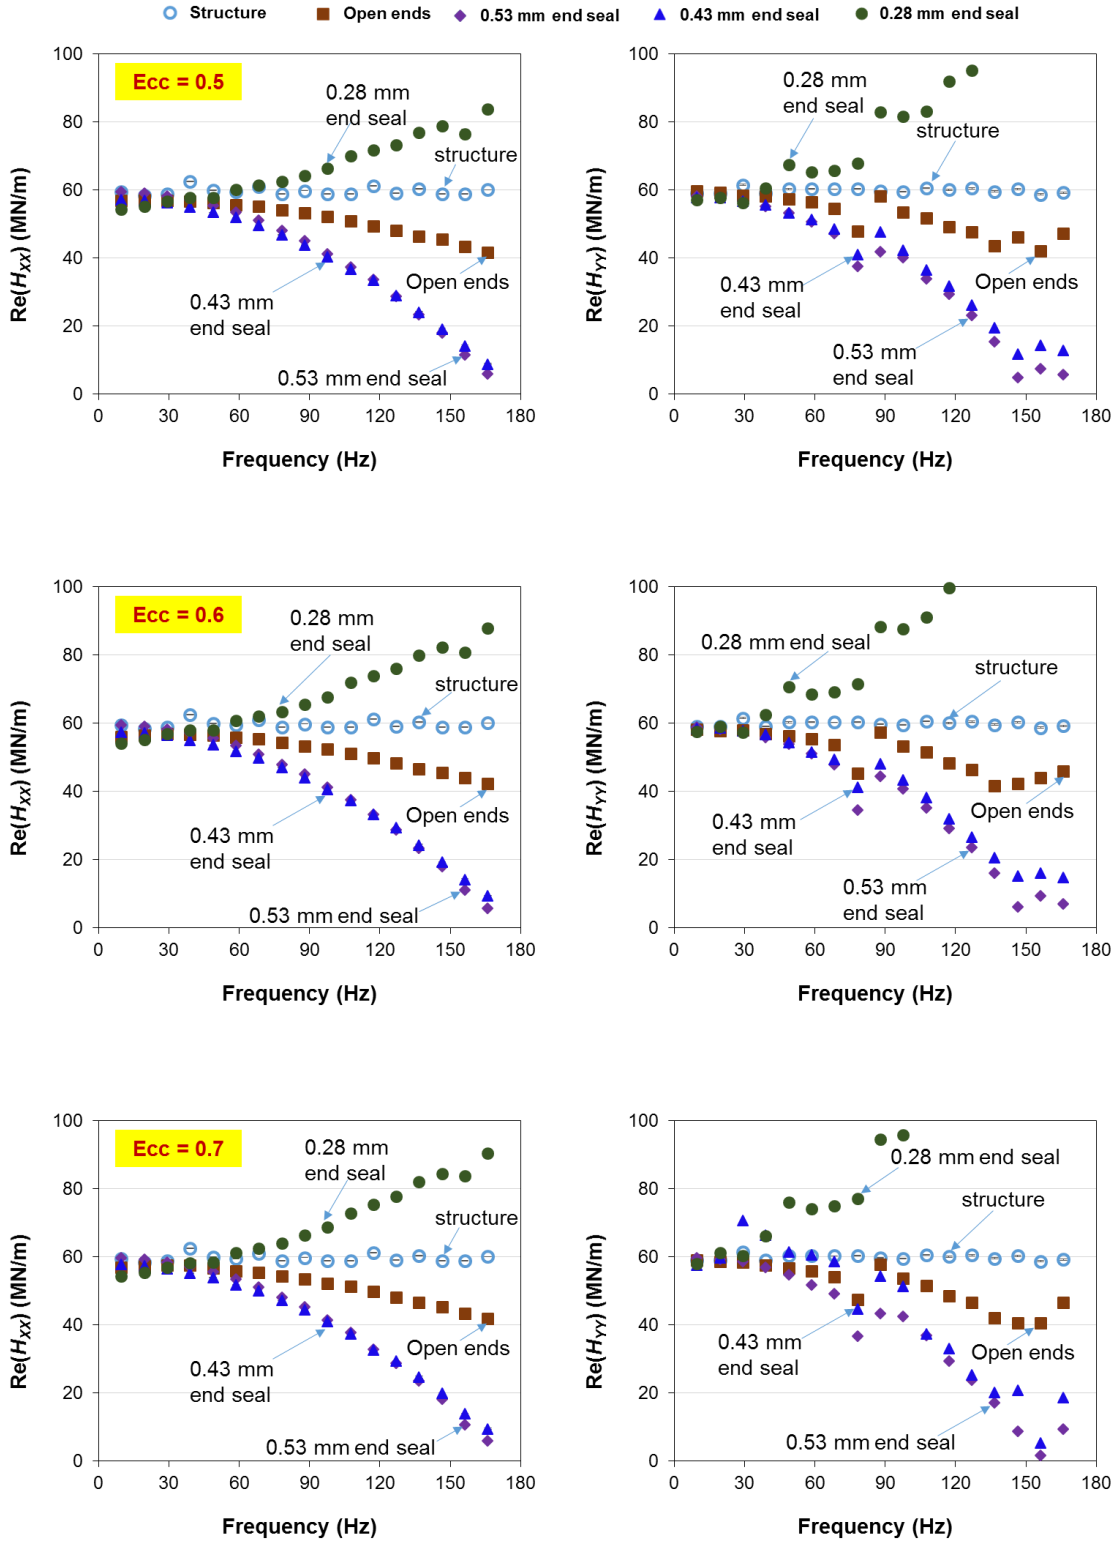 Structure Open ends 0.53 mm end seal 0.43 mm end seal 0.28 mm end seal
Ecc = 0.5
Re(H_XX) (MN/m)
100
80
60
40
20
0
0 30 60 90 120 150 180
Frequency (Hz)
0.28 mm
end seal
structure
Open ends
0.43 mm
end seal
0.53 mm end seal
Re(H_YY) (MN/m)
100
80
60
40
20
0
0 30 60 90 120 150 180
Frequency (Hz)
0.28 mm
end seal
structure
Open ends
0.43 mm
end seal
0.53 mm
end seal
Ecc = 0.6
Re(H_XX) (MN/m)
100
80
60
40
20
0
0 30 60 90 120 150 180
Frequency (Hz)
0.28 mm
end seal
structure
Open ends
0.43 mm
end seal
0.53 mm end seal
Re(H_YY) (MN/m)
100
80
60
40
20
0
0 30 60 90 120 150 180
Frequency (Hz)
0.28 mm end seal
structure
Open ends
0.43 mm
end seal
0.53 mm
end seal
Ecc = 0.7
Re(H_XX) (MN/m)
100
80
60
40
20
0
0 30 60 90 120 150 180
Frequency (Hz)
0.28 mm
end seal
structure
Open ends
0.43 mm
end seal
0.53 mm end seal
Re(H_YY) (MN/m)
100
80
60
40
20
0
0 30 60 90 120 150 180
Frequency (Hz)
0.28 mm end seal
structure
0.43 mm
end seal
Open ends
0.53 mm end seal